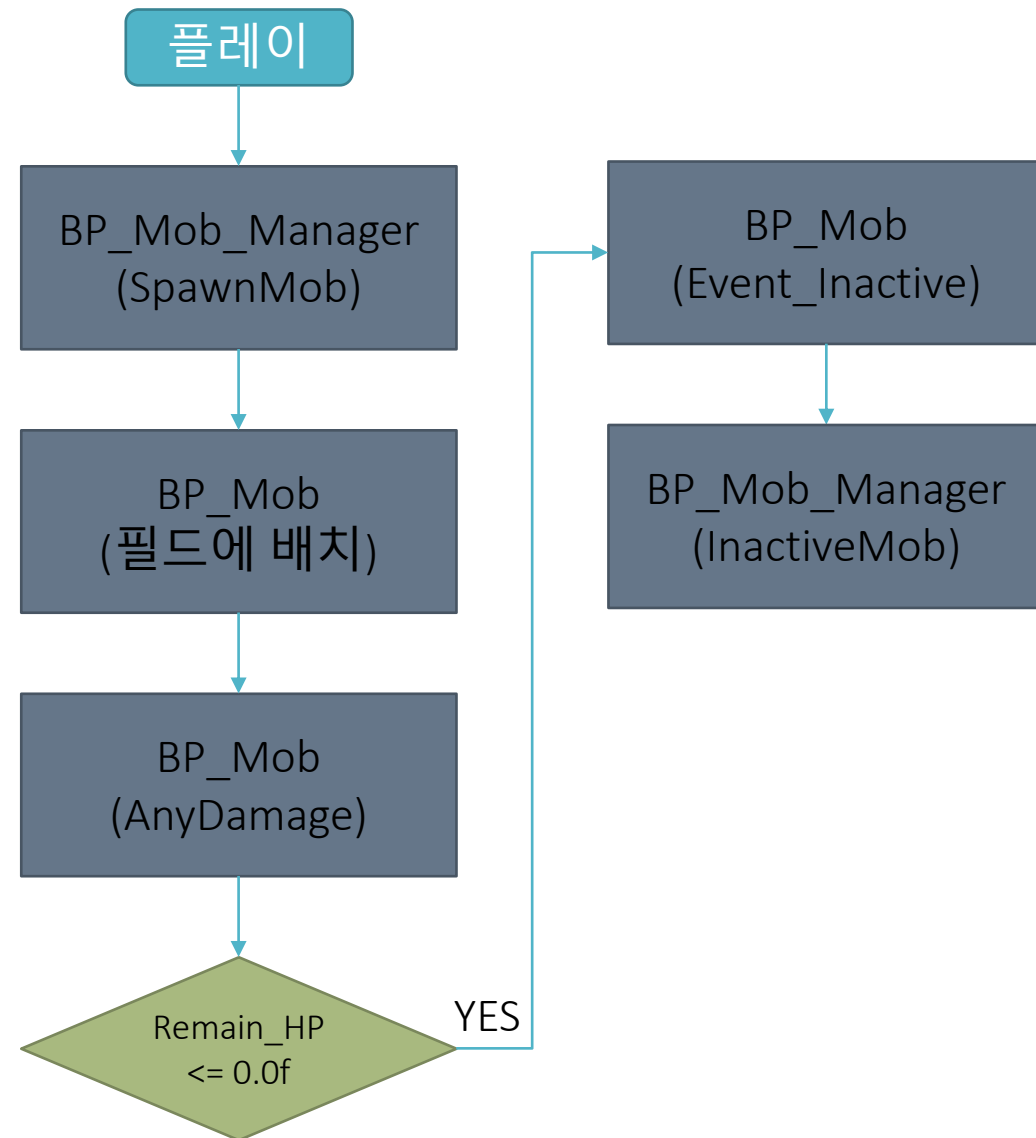 플레이
BP_Mob_Manager
(SpawnMob)
BP_Mob
(필드에 배치)
BP_Mob
(AnyDamage)
Remain_HP
<= 0.0f
YES
BP_Mob
(Event_Inactive)
BP_Mob_Manager
(InactiveMob)